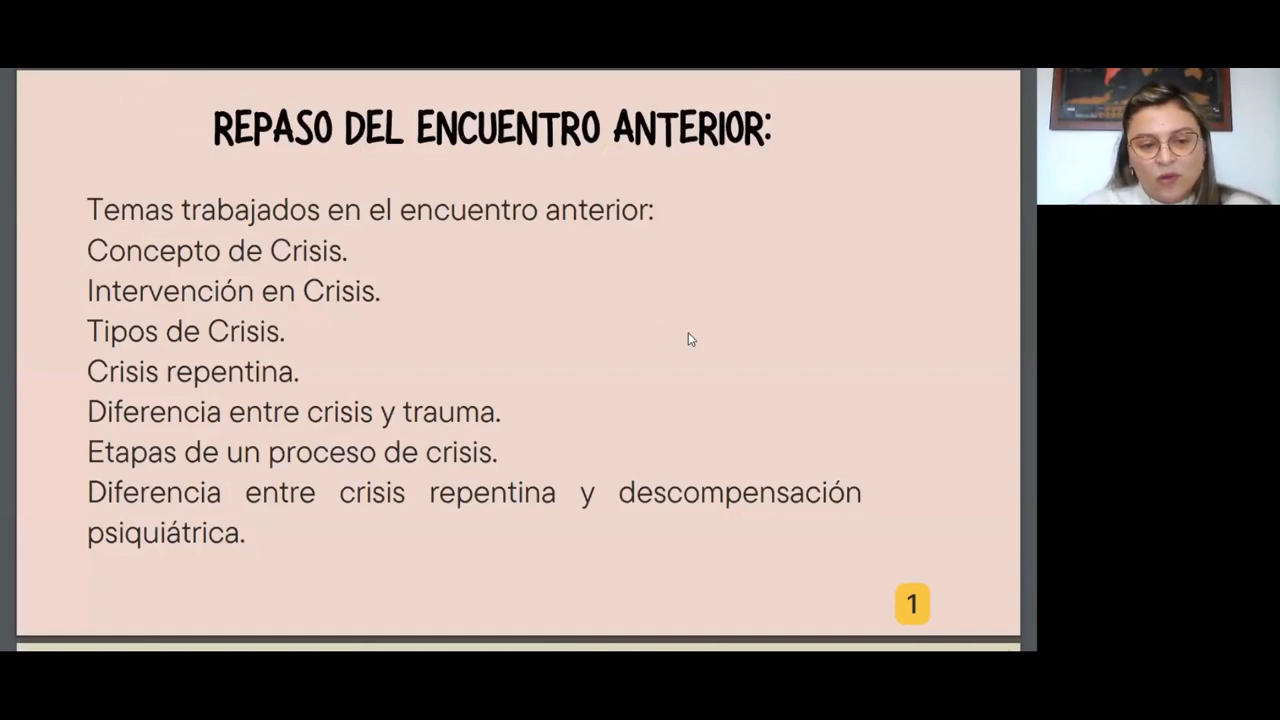 REPASO DEL ENCUENTRO ANTERIOR:
Temas trabajados en el encuentro anterior:
Concepto de Crisis.
Intervención en Crisis.
Tipos de Crisis.
Crisis repentina.
Diferencia entre crisis y trauma.
Etapas de un proceso de crisis.
Diferencia entre crisis repentina y descompensación
psiquiátrica.
1